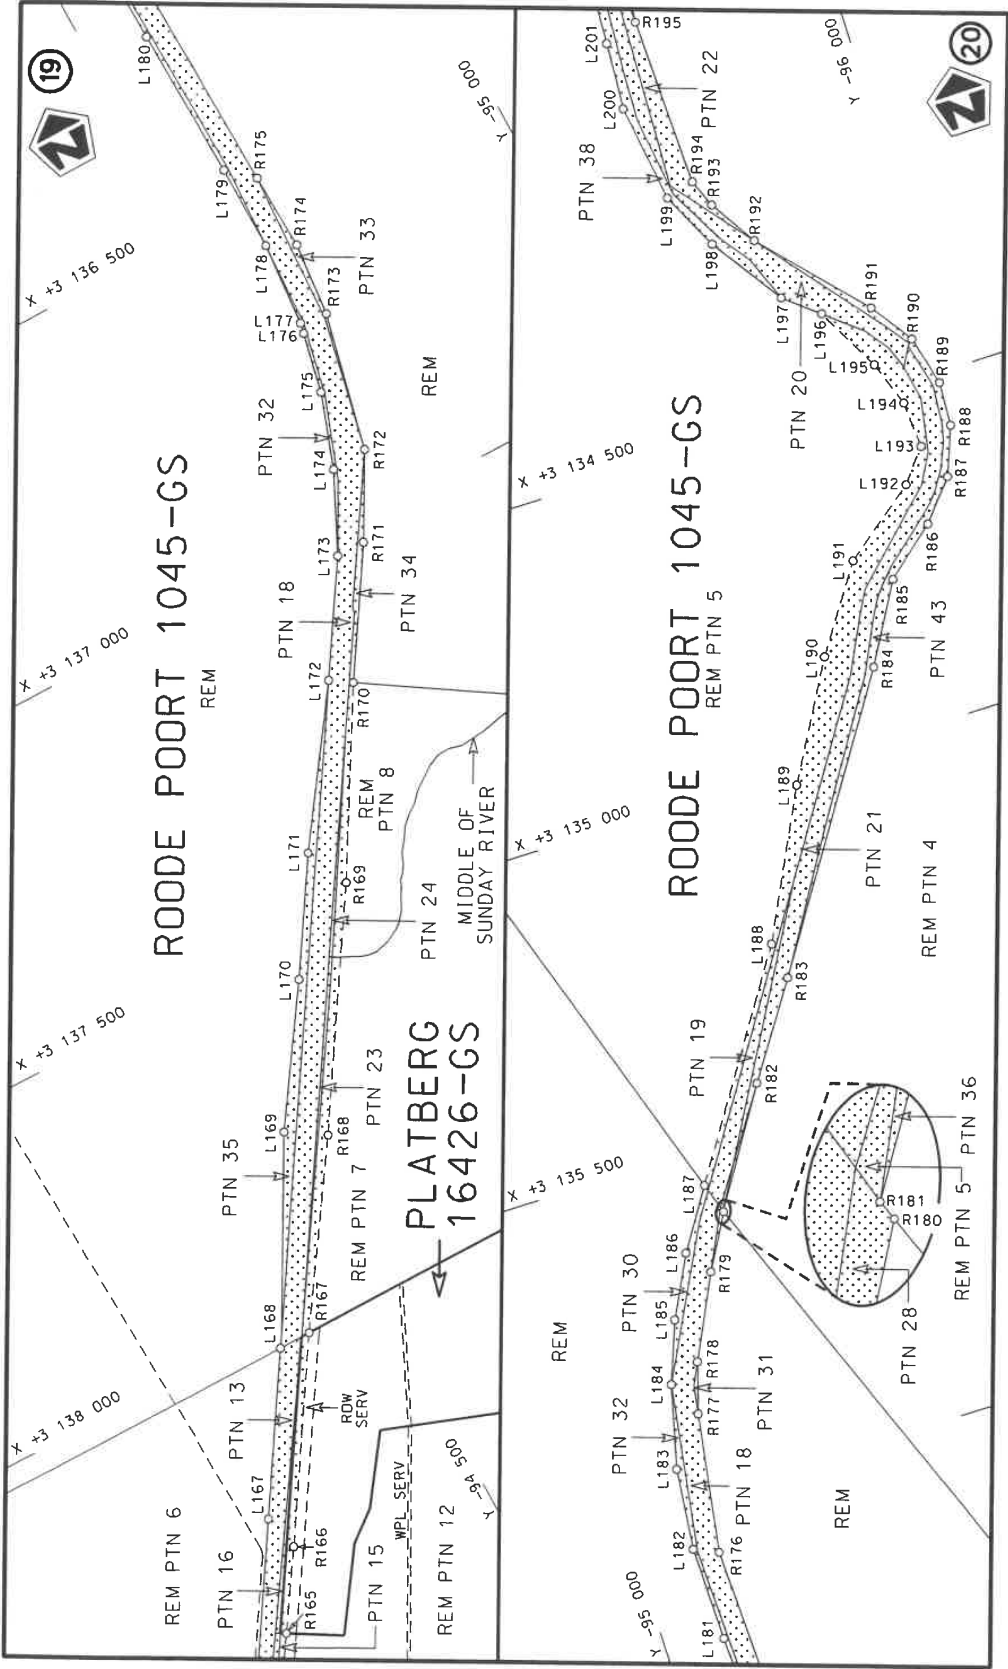 19
L180
Y -95 000
L179
R175
R174
L178
PTN 33
R173
X +3 136 500
L177
L176
L175
REM
PTN 32
R172
L174
ROODE POORT 1045-GS
L173
R171
PTN 18
PTN 34
X +3 137 000
REM
L172
R170
REM
PTN 8
MIDDLE OF
SUNDAY RIVER
L171
R169
PTN 24
L170
X +3 137 500
PTN 19
PTN 23
L169
R168
PTN 35
REM PTN 7
PLATBERG
16426-GS
L168
R167
X +3 138 000
PTN 13
ROW
SERV
Y -94 500
WPL SERV
L167
REM PTN 6
R166
PTN 16
R165
PTN 15
REM PTN 12
20
L201
R195
Y -96 000
L200
PTN 22
PTN 38
R194
R193
L199
R192
L198
L197
R191
L196
R190
L195
R189
PTN 20
L194
R188
L193
R187
L192
X +3 134 500
ROODE POORT 1045-GS
REM PTN 5
R186
L191
R185
PTN 43
L190
R184
L189
PTN 21
X +3 135 000
REM PTN 4
L188
R183
R182
PTN 36
L187
R181
R180
REM PTN 5
X +3 135 500
L186
R179
PTN 30
PTN 28
L185
REM
R178
L184
R177
PTN 31
PTN 32
L183
PTN 18
REM
L182
R176
Y -95 000
L181